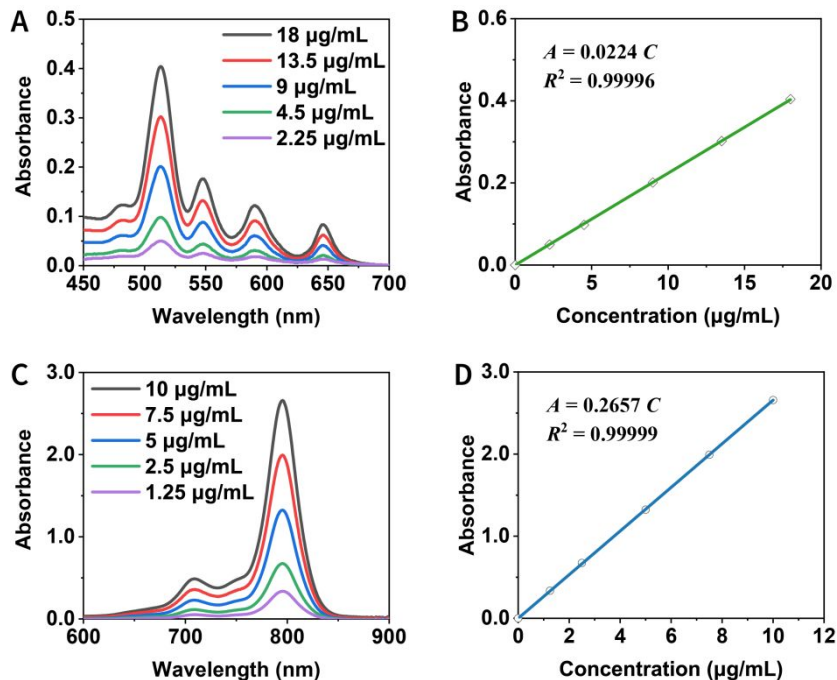 A
Absorbance
0.5
0.4
0.3
0.2
0.1
0.0
450 500 550 600 650 700
Wavelength (nm)
18 µg/mL
13.5 µg/mL
9 µg/mL
4.5 µg/mL
2.25 µg/mL
B
Absorbance
0.6
0.4
0.2
0.0
0 5 10 15 20
Concentration (µg/mL)
A = 0.0224 C
R² = 0.99996
C
Absorbance
3.0
2.0
1.0
0.0
600 700 800 900
Wavelength (nm)
10 µg/mL
7.5 µg/mL
5 µg/mL
2.5 µg/mL
1.25 µg/mL
D
Absorbance
3.0
2.0
1.0
0.0
0 2 4 6 8 10 12
Concentration (µg/mL)
A = 0.2657 C
R² = 0.99999